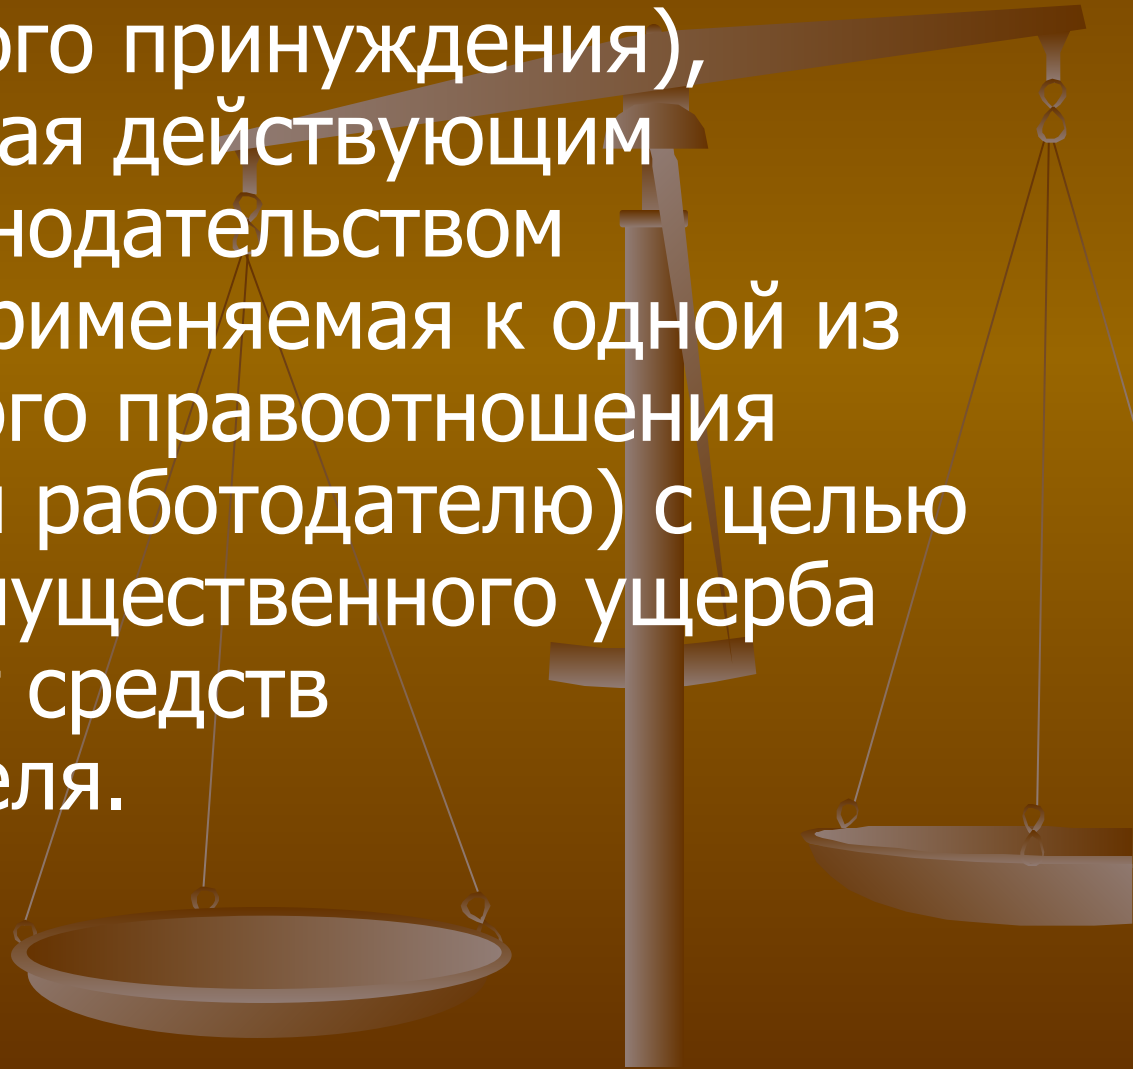 ого принуждения),
ая действующим
нодательством
рименяемая к одной из
ого правоотношения
работодателю) с целью
ущественного ущерба
средств
еля.